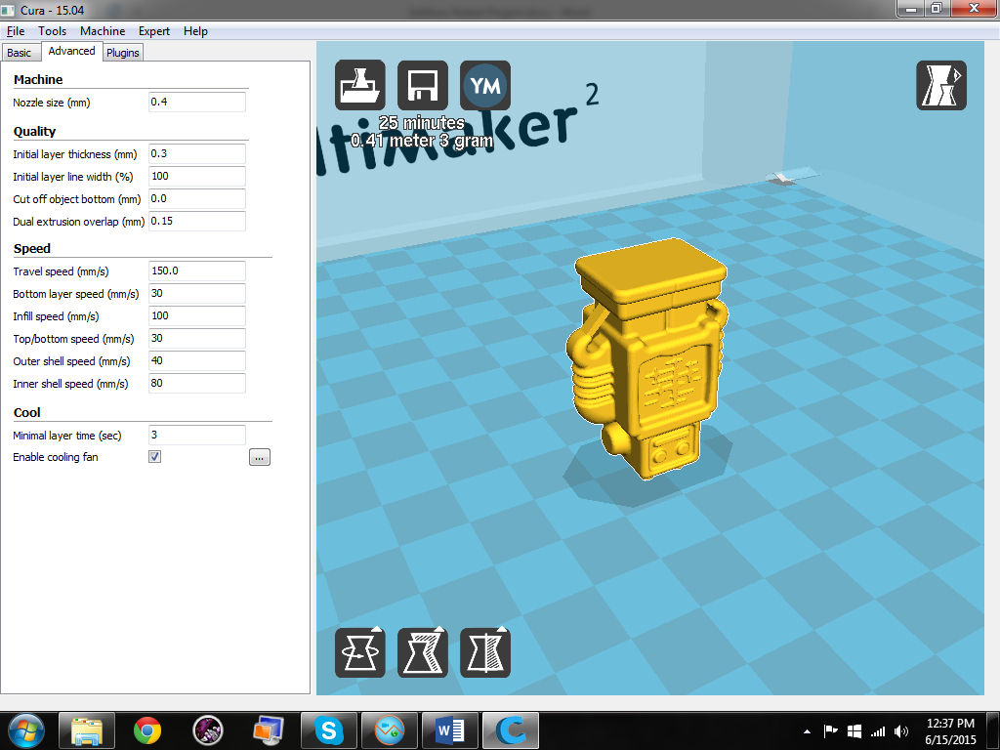 Cura - 15.04
File Tools Machine Expert Help
Basic Advanced Plugins
Machine
Nozzle size (mm) 0.4
Quality
Initial layer thickness (mm) 0.3
Initial layer line width (%) 100
Cut off object bottom (mm) 0.0
Dual extrusion overlap (mm) 0.15
Speed
Travel speed (mm/s) 150.0
Bottom layer speed (mm/s) 30
Infill speed (mm/s) 100
Top/bottom speed (mm/s) 30
Outer shell speed (mm/s) 40
Inner shell speed (mm/s) 80
Cool
Minimal layer time (sec) 3
Enable cooling fan ...
YM
ltimaker 2
25 minutes
0.41 meter 3 gram
12:37 PM
6/15/2015